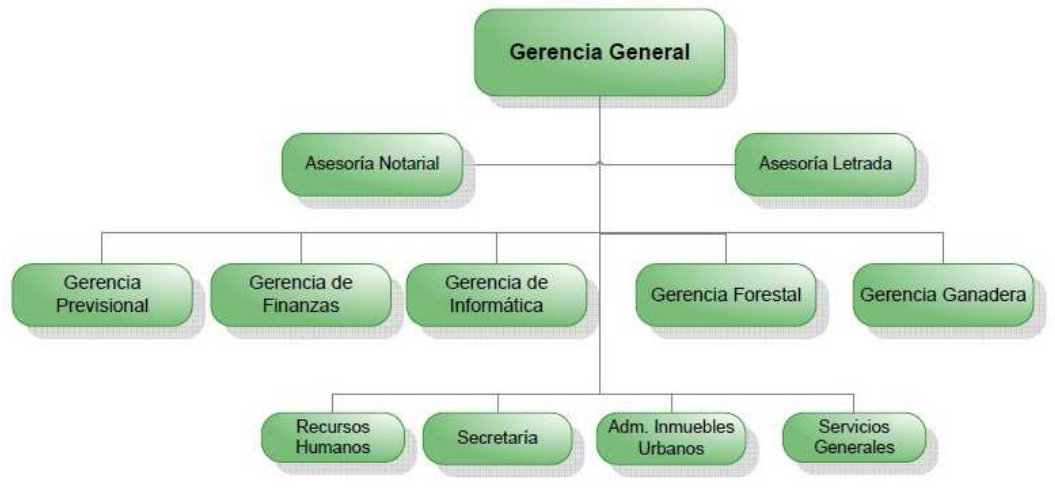 Gerencia General
Asesoría Notarial
Asesoría Letrada
Gerencia
Previsional
Gerencia de
Finanzas
Gerencia de
Informática
Gerencia Forestal
Gerencia Ganadera
Recursos
Humanos
Secretaría
Adm. Inmuebles
Urbanos
Servicios
Generales